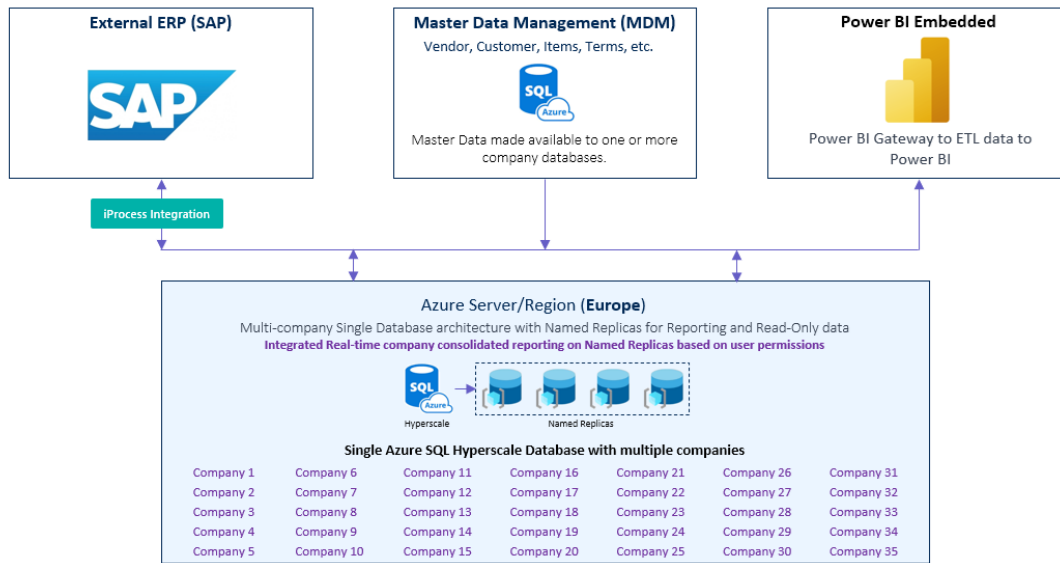 External ERP (SAP)
SAP
iProcess Integration
Master Data Management (MDM)
Vendor, Customer, Items, Terms, etc.
SQL
Azure
Master Data made available to one or more
company databases.
Power BI Embedded
Power BI Gateway to ETL data to
Power BI
Azure Server/Region (Europe)
Multi-company Single Database architecture with Named Replicas for Reporting and Read-Only data
Integrated Real-time company consolidated reporting on Named Replicas based on user permissions
SQL
Azure
Hyperscale
Named Replicas
Single Azure SQL Hyperscale Database with multiple companies
Company 1 Company 6 Company 11 Company 16 Company 21 Company 26 Company 31
Company 2 Company 7 Company 12 Company 17 Company 22 Company 27 Company 32
Company 3 Company 8 Company 13 Company 18 Company 23 Company 28 Company 33
Company 4 Company 9 Company 14 Company 19 Company 24 Company 29 Company 34
Company 5 Company 10 Company 15 Company 20 Company 25 Company 30 Company 35